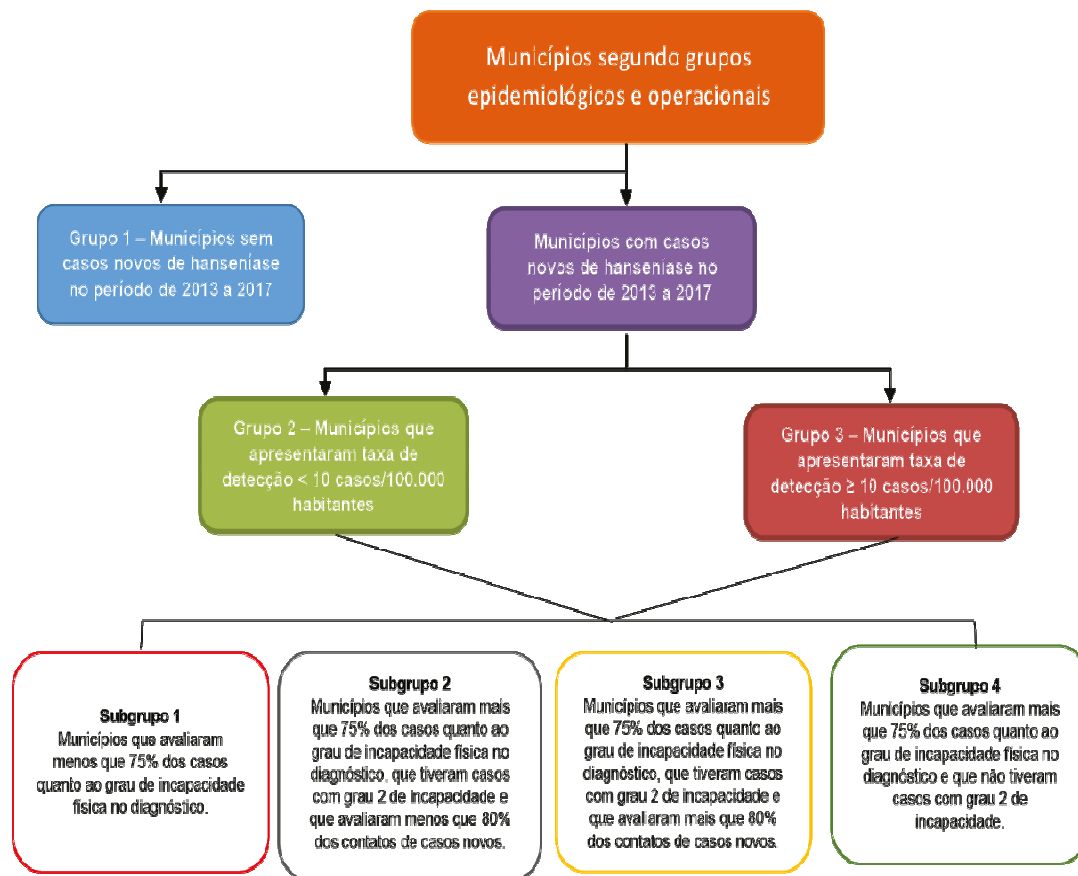 Municípios segundo grupos
epidemiológicos e operacionais
Grupo 1 – Municípios sem
casos novos de hanseníase
no período de 2013 a 2017
Municípios com casos
novos de hanseníase no
período de 2013 a 2017
Grupo 2 – Municípios que
apresentaram taxa de
detecção < 10 casos/100.000
habitantes
Grupo 3 – Municípios que
apresentaram taxa de
detecção ≥ 10 casos/100.000
habitantes
Subgrupo 1
Municípios que avaliaram
menos que 75% dos casos
quanto ao grau de incapacidade
física no diagnóstico.
Subgrupo 2
Municípios que avaliaram mais
que 75% dos casos quanto ao
grau de incapacidade física no
diagnóstico, que tiveram casos
com grau 2 de incapacidade e
que avaliaram menos que 80%
dos contatos de casos novos.
Subgrupo 3
Municípios que avaliaram mais
que 75% dos casos quanto ao
grau de incapacidade física no
diagnóstico, que tiveram casos
com grau 2 de incapacidade e
que avaliaram mais que 80%
dos contatos de casos novos.
Subgrupo 4
Municípios que avaliaram mais
que 75% dos casos quanto ao
grau de incapacidade física no
diagnóstico e que não tiveram
casos com grau 2 de
incapacidade.